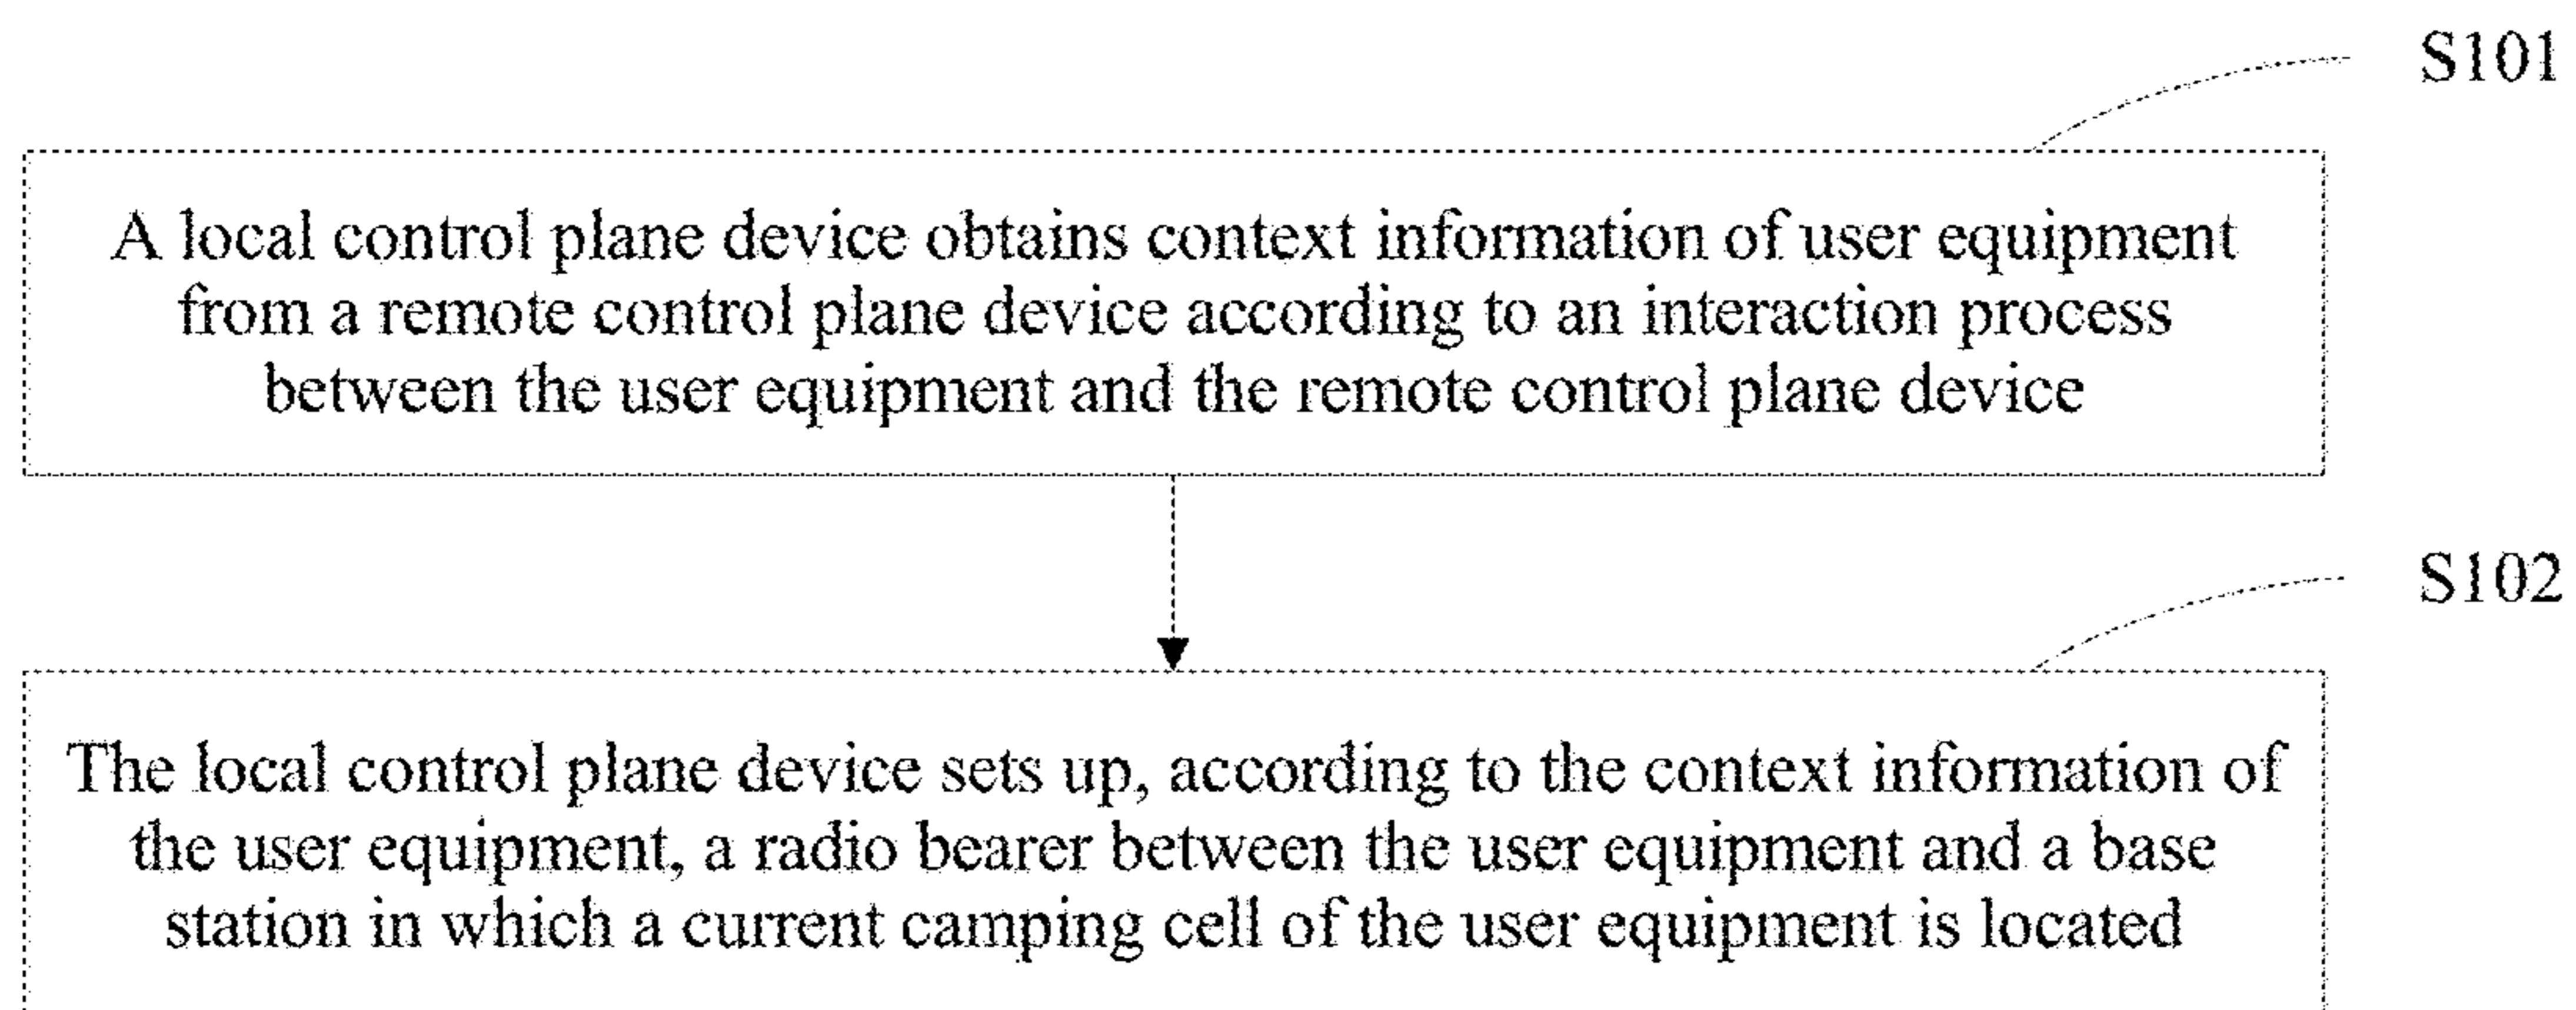 S101
A local control plane device obtains context information of user equipment
from a remote control plane device according to an interaction process
between the user equipment and the remote control plane device
S102
The local control plane device sets up, according to the context information of
the user equipment, a radio bearer between the user equipment and a base
station in which a current camping cell of the user equipment is located